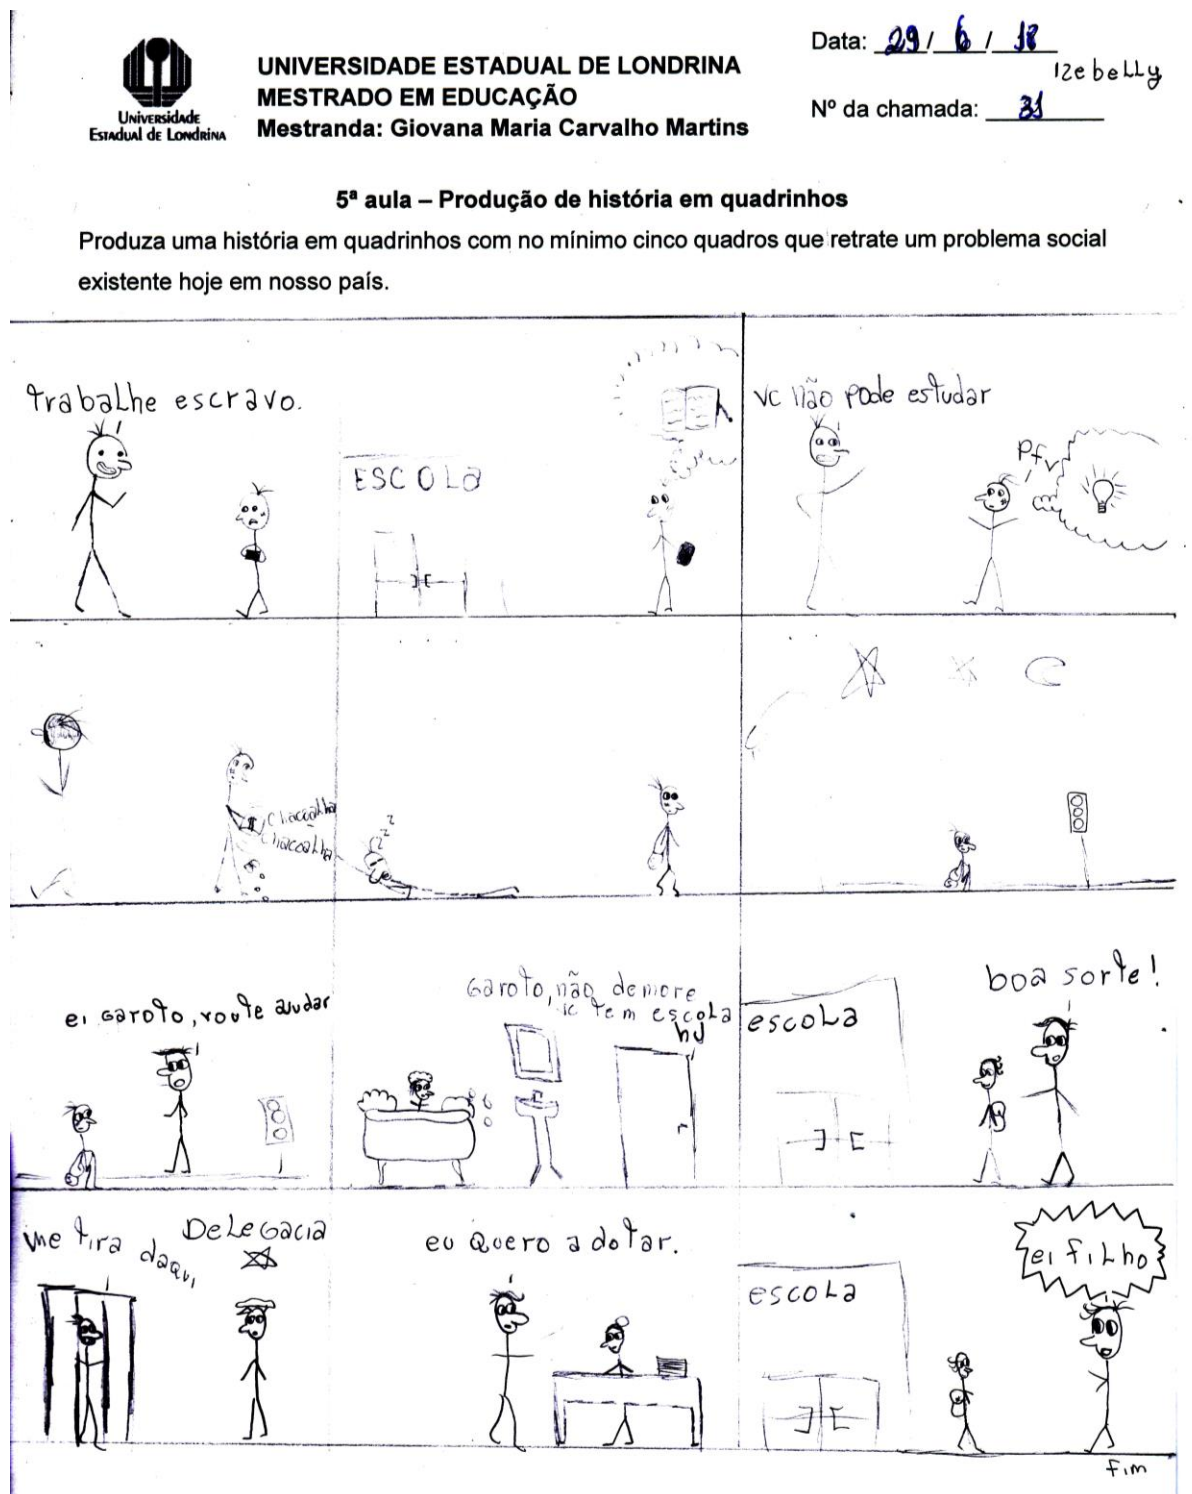 Universidade
Estadual de Londrina
UNIVERSIDADE ESTADUAL DE LONDRINA
MESTRADO EM EDUCAÇÃO
Mestranda: Giovana Maria Carvalho Martins
Data: 29/ 6 / 18
Izebelly
Nº da chamada: 31
5ª aula – Produção de história em quadrinhos
Produza uma história em quadrinhos com no mínimo cinco quadros que retrate um problema social
existente hoje em nosso país.
Trabalhe escravo.
ESCOLA
vc não pode estudar
Pfv
chacoalha
chacoalha
z z z
ei garoto, voute ajudar
Garoto, não demore
vc tem escola
hj
escola
boa sorte!
me tira daqui
Delegacia
eu quero adotar.
escola
ei filho
fim